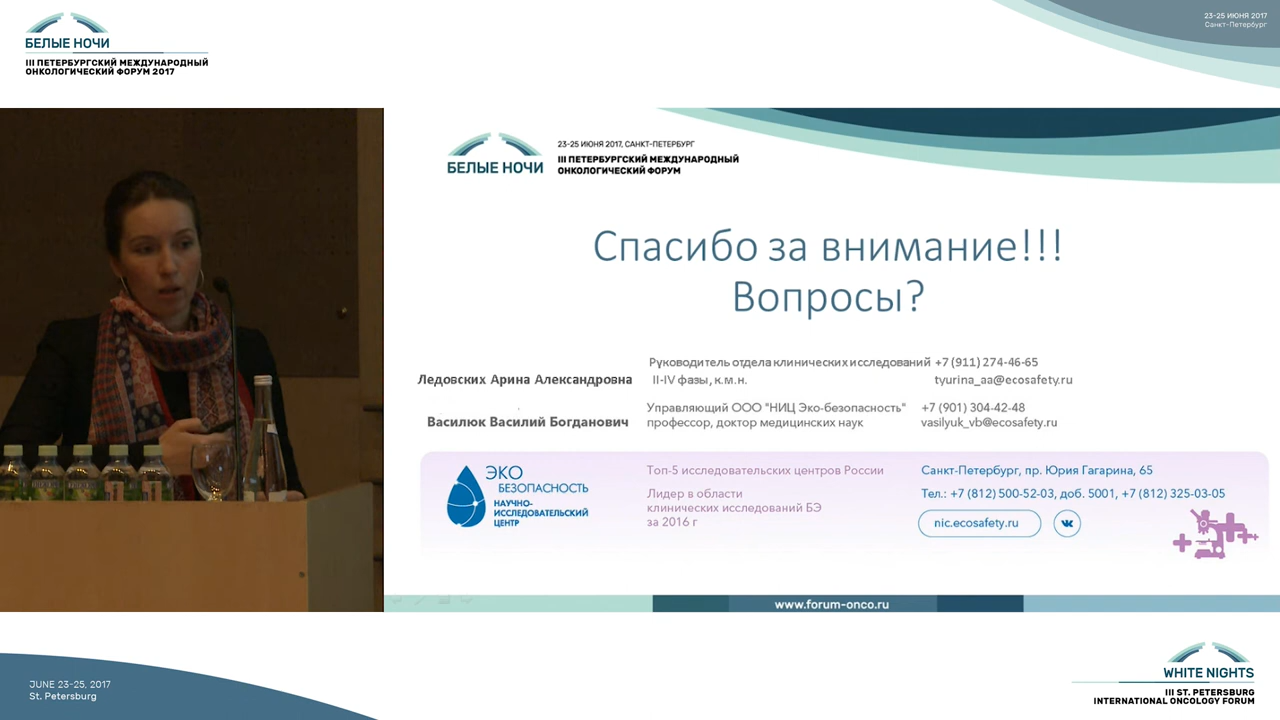 БЕЛЫЕ НОЧИ
III ПЕТЕРБУРГСКИЙ МЕЖДУНАРОДНЫЙ
ОНКОЛОГИЧЕСКИЙ ФОРУМ 2017
23-25 ИЮНЯ 2017
Санкт-Петербург
БЕЛЫЕ НОЧИ
23-25 ИЮНЯ 2017, САНКТ-ПЕТЕРБУРГ
III ПЕТЕРБУРГСКИЙ МЕЖДУНАРОДНЫЙ
ОНКОЛОГИЧЕСКИЙ ФОРУМ
Спасибо за внимание!!!
Вопросы?
Ледовских Арина Александровна
Руководитель отдела клинических исследований
II-IV фазы, к.м.н.
+7 (911) 274-46-65
tyurina_aa@ecosafety.ru
Василюк Василий Богданович
Управляющий ООО "НИЦ Эко-безопасность"
профессор, доктор медицинских наук
+7 (901) 304-42-48
vasilyuk_vb@ecosafety.ru
ЭКО
БЕЗОПАСНОСТЬ
НАУЧНО-
ИССЛЕДОВАТЕЛЬСКИЙ
ЦЕНТР
Топ-5 исследовательских центров России
Лидер в области
клинических исследований БЭ
за 2016 г
Санкт-Петербург, пр. Юрия Гагарина, 65
Тел.: +7 (812) 500-52-03, доб. 5001, +7 (812) 325-03-05
nic.ecosafety.ru
www.forum-onco.ru
JUNE 23-25, 2017
St. Petersburg
WHITE NIGHTS
III ST. PETERSBURG
INTERNATIONAL ONCOLOGY FORUM